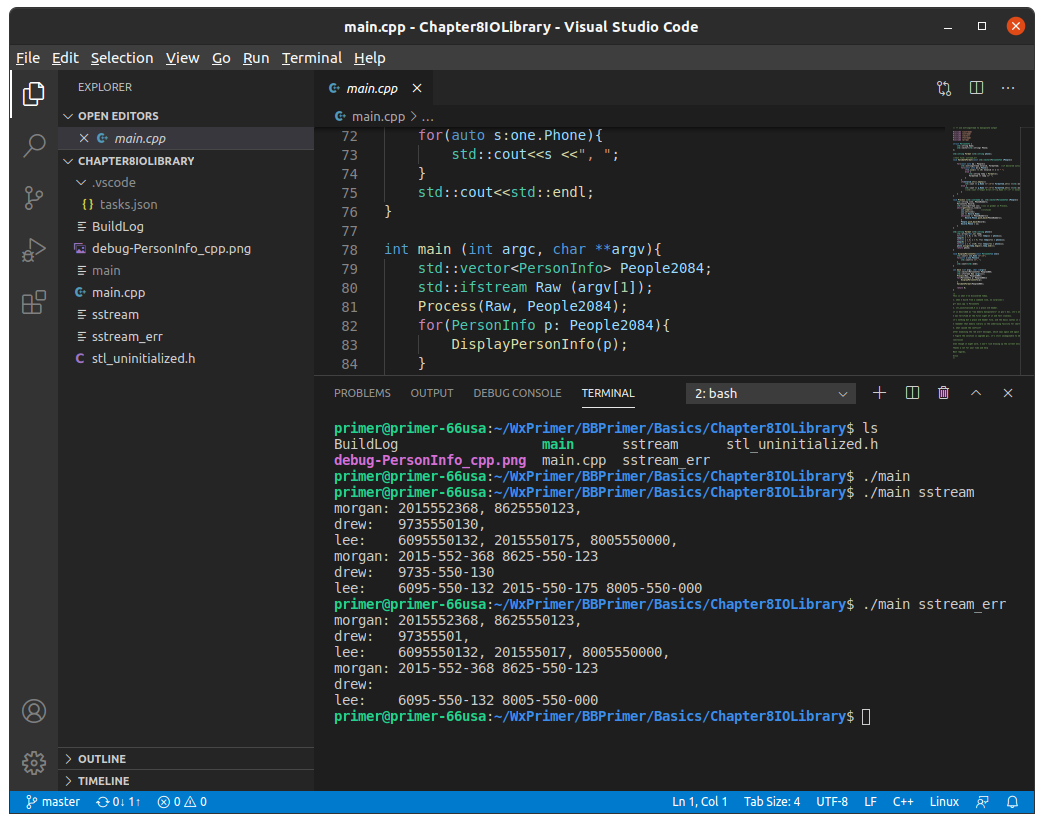 main.cpp - Chapter8IOLibrary - Visual Studio Code
File Edit Selection View Go Run Terminal Help
EXPLORER
OPEN EDITORS
main.cpp
CHAPTER8IOLIBRARY
.vscode
{} tasks.json
BuildLog
debug-PersonInfo_cpp.png
main
main.cpp
sstream
sstream_err
C stl_uninitialized.h
OUTLINE
TIMELINE
main.cpp
main.cpp > ...
72 for(auto s:one.Phone){
73 std::cout<<s <<", ";
74 }
75 std::cout<<std::endl;
76 }
77
78 int main (int argc, char **argv){
79 std::vector<PersonInfo> People2084;
80 std::ifstream Raw (argv[1]);
81 Process(Raw, People2084);
82 for(PersonInfo p: People2084){
83 DisplayPersonInfo(p);
84 }
PROBLEMS OUTPUT DEBUG CONSOLE TERMINAL 2: bash
primer@primer-66usa:~/WxPrimer/BBPrimer/Basics/Chapter8IOLibrary$ ls
BuildLog main sstream stl_uninitialized.h
debug-PersonInfo_cpp.png main.cpp sstream_err
primer@primer-66usa:~/WxPrimer/BBPrimer/Basics/Chapter8IOLibrary$ ./main
primer@primer-66usa:~/WxPrimer/BBPrimer/Basics/Chapter8IOLibrary$ ./main sstream
morgan: 2015552368, 8625550123,
drew: 9735550130,
lee: 6095550132, 2015550175, 8005550000,
morgan: 2015-552-368 8625-550-123
drew: 9735-550-130
lee: 6095-550-132 2015-550-175 8005-550-000
primer@primer-66usa:~/WxPrimer/BBPrimer/Basics/Chapter8IOLibrary$ ./main sstream_err
morgan: 2015552368, 8625550123,
drew: 97355501,
lee: 6095550132, 201555017, 8005550000,
morgan: 2015-552-368 8625-550-123
drew:
lee: 6095-550-132 8005-550-000
primer@primer-66usa:~/WxPrimer/BBPrimer/Basics/Chapter8IOLibrary$
master 0↓ 1↑ 0 0 Ln 1, Col 1 Tab Size: 4 UTF-8 LF C++ Linux